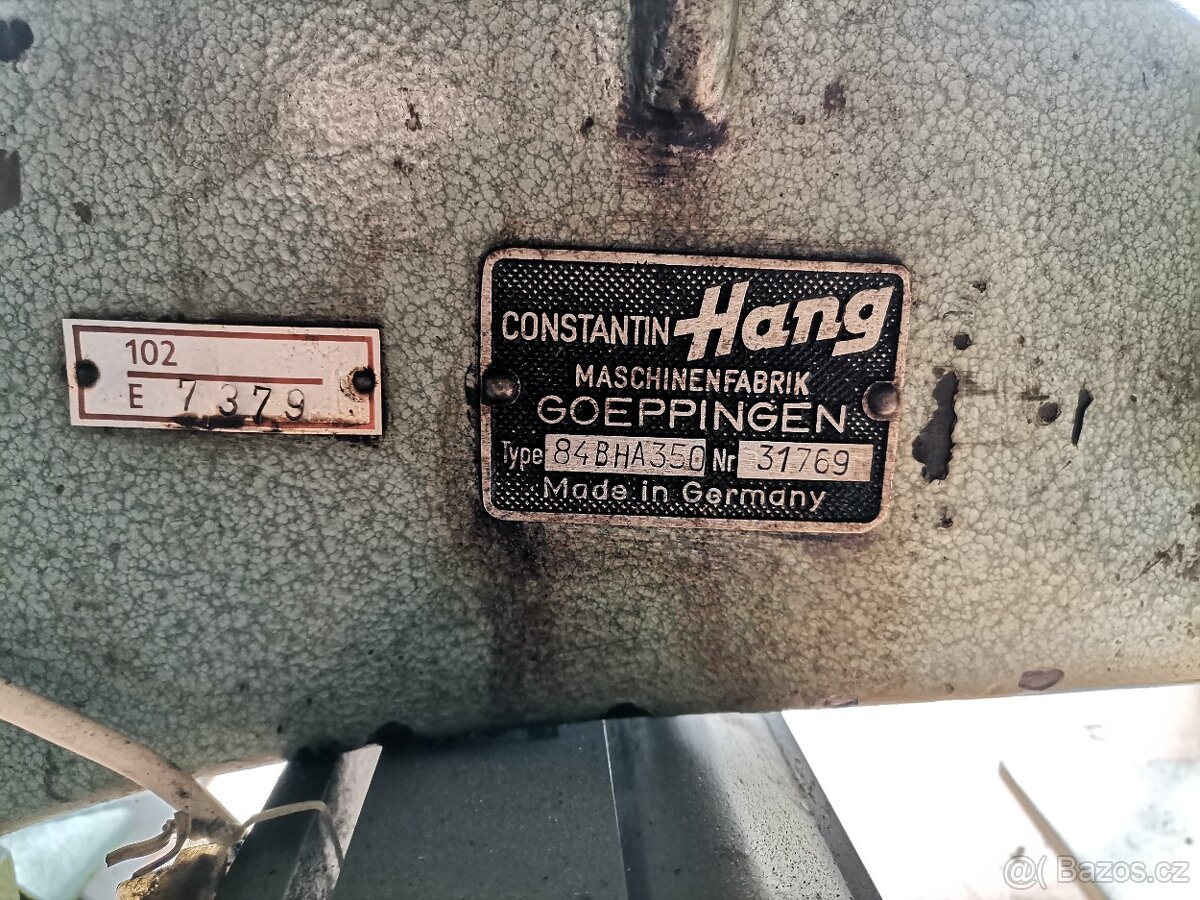 102
E 7379
CONSTANTIN Hang
MASCHINENFABRIK
GOEPPINGEN
Type 84BHA350 Nr 31769
Made in Germany
@( Bazos.cz